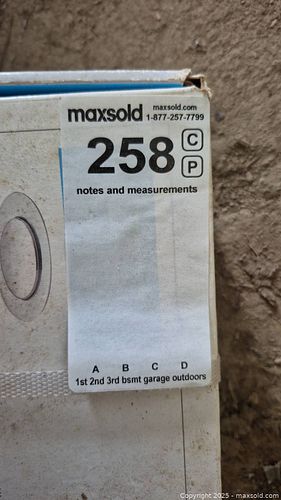 maxsold maxsold.com
1-877-257-7799
258 C
P
notes and measurements
A B C D
1st 2nd 3rd bsmt garage outdoors
Copyright © 2025 - maxsold.com